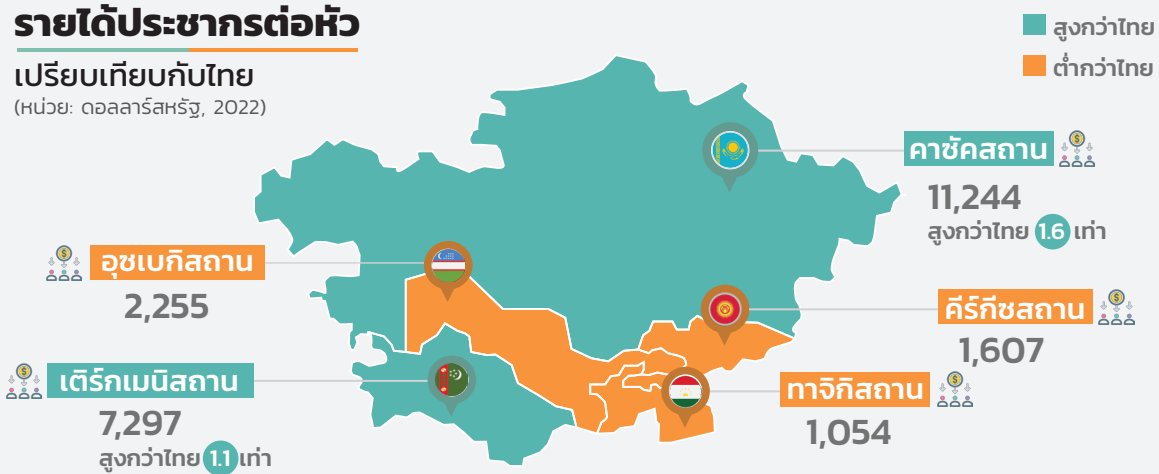 รายได้ประชากรต่อหัว
เปรียบเทียบกับไทย
(หน่วย: ดอลลาร์สหรัฐ, 2022)
สูงกว่าไทย
ต่ำกว่าไทย
คาซัคสถาน
11,244
สูงกว่าไทย 1.6 เท่า
อุซเบกิสถาน
2,255
คีร์กีซสถาน
1,607
เติร์กเมนิสถาน
7,297
สูงกว่าไทย 1.1 เท่า
ทาจิกิสถาน
1,054